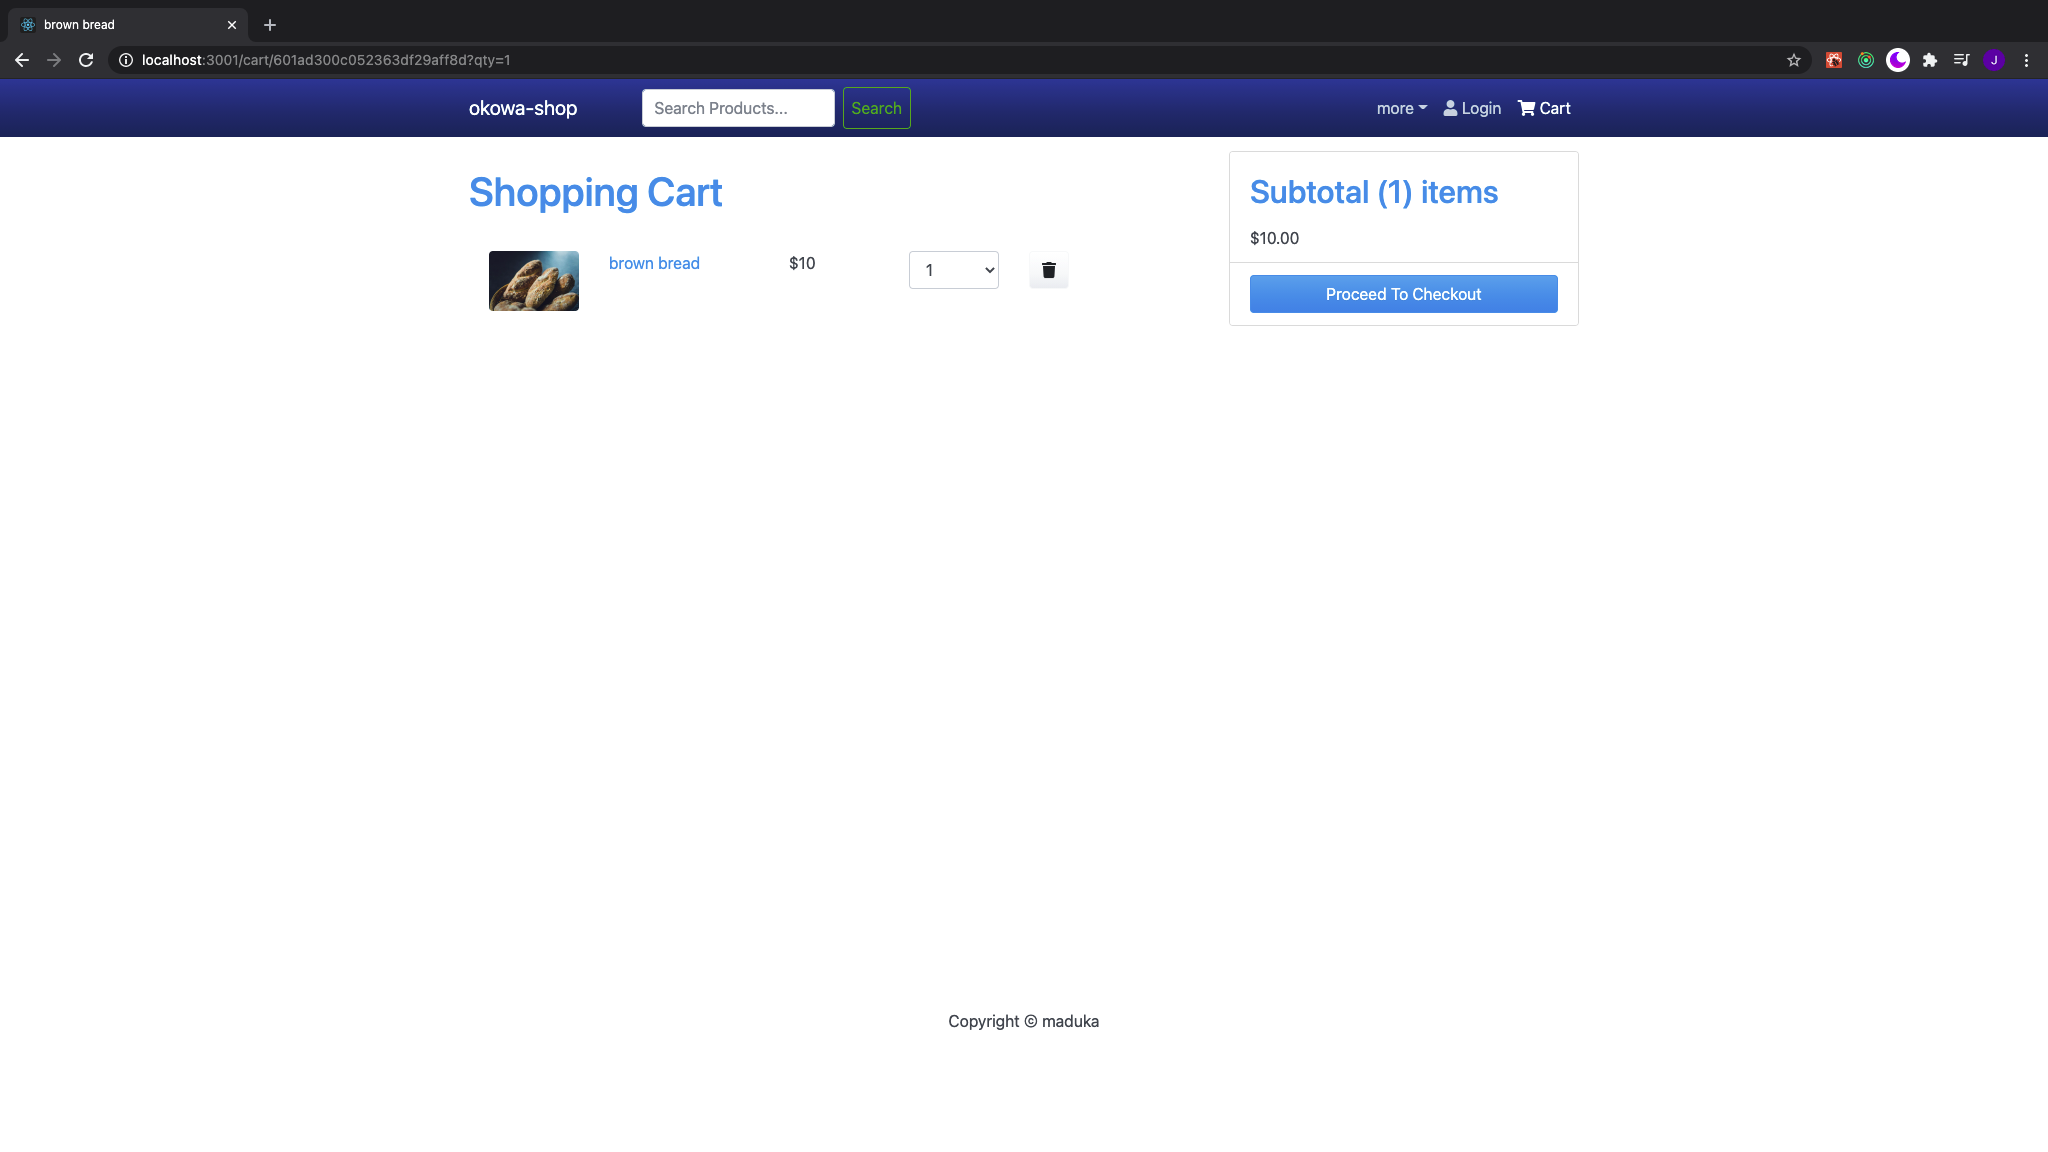 brown bread
localhost:3001/cart/601ad300c052363df29aff8d?qty=1
J
okowa-shop
Search Products...
Search
more
Login
Cart
Shopping Cart
brown bread
$10
1
Subtotal (1) items
$10.00
Proceed To Checkout
Copyright © maduka